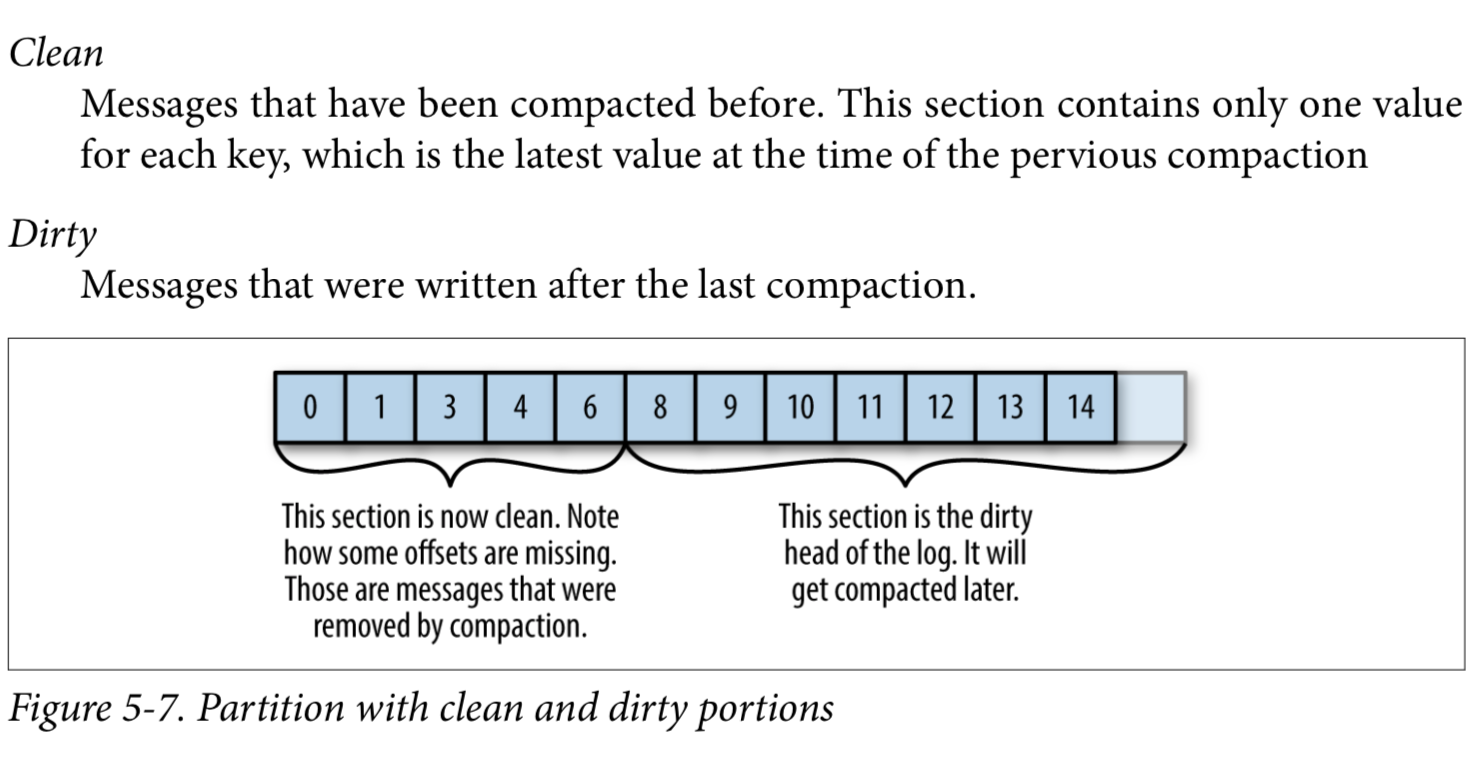 Clean
Messages that have been compacted before. This section contains only one value
for each key, which is the latest value at the time of the pervious compaction
Dirty
Messages that were written after the last compaction.
0 1 3 4 6 8 9 10 11 12 13 14
This section is now clean. Note
how some offsets are missing.
Those are messages that were
removed by compaction.
This section is the dirty
head of the log. It will
get compacted later.
Figure 5-7. Partition with clean and dirty portions